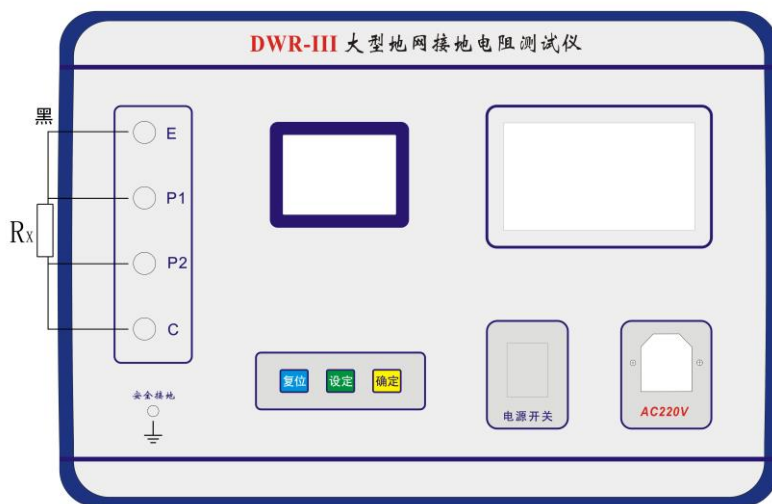 DWR-III 大型地网接地电阻测试仪
黑
E
P1
Rx
P2
C
复位 设定 确定
安全接地
电源开关
AC220V